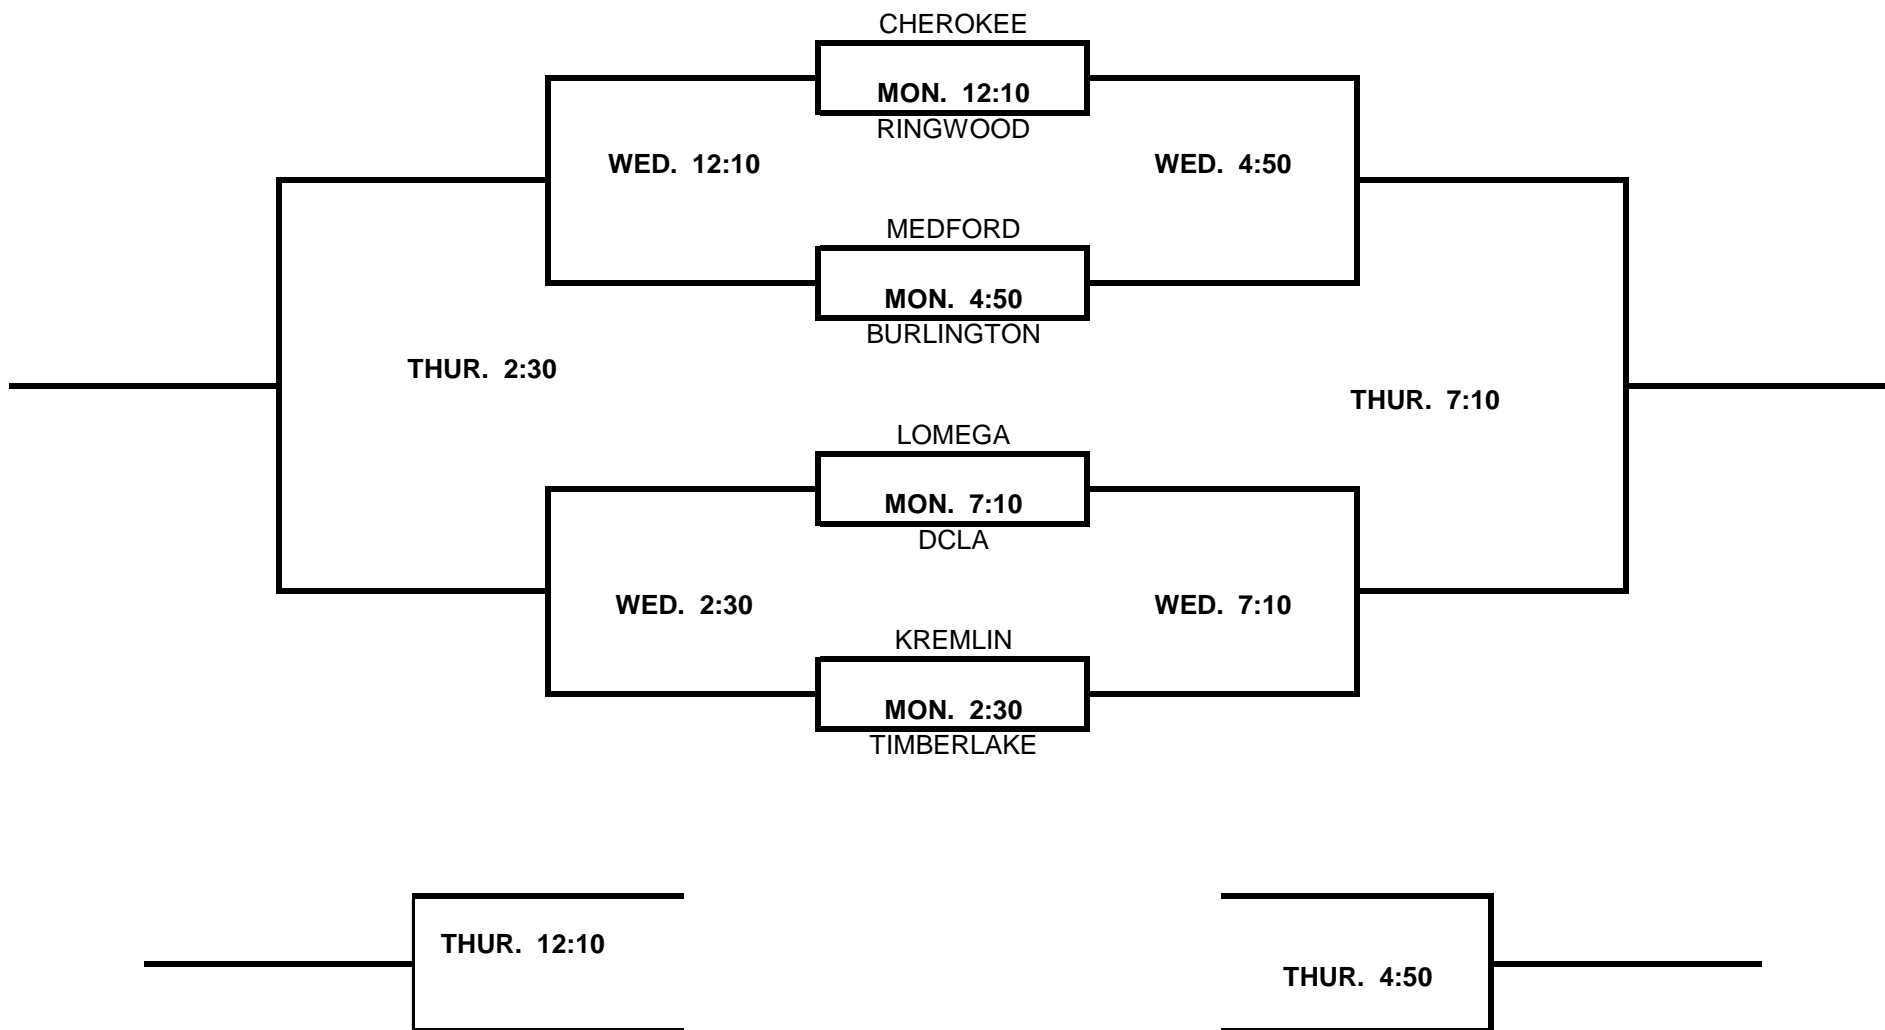 CHEROKEE
MON. 12:10
RINGWOOD
WED. 12:10
WED. 4:50
MEDFORD
MON. 4:50
BURLINGTON
THUR. 2:30
THUR. 7:10
LOMEGA
MON. 7:10
DCLA
WED. 2:30
WED. 7:10
KREMLIN
MON. 2:30
TIMBERLAKE
THUR. 12:10
THUR. 4:50